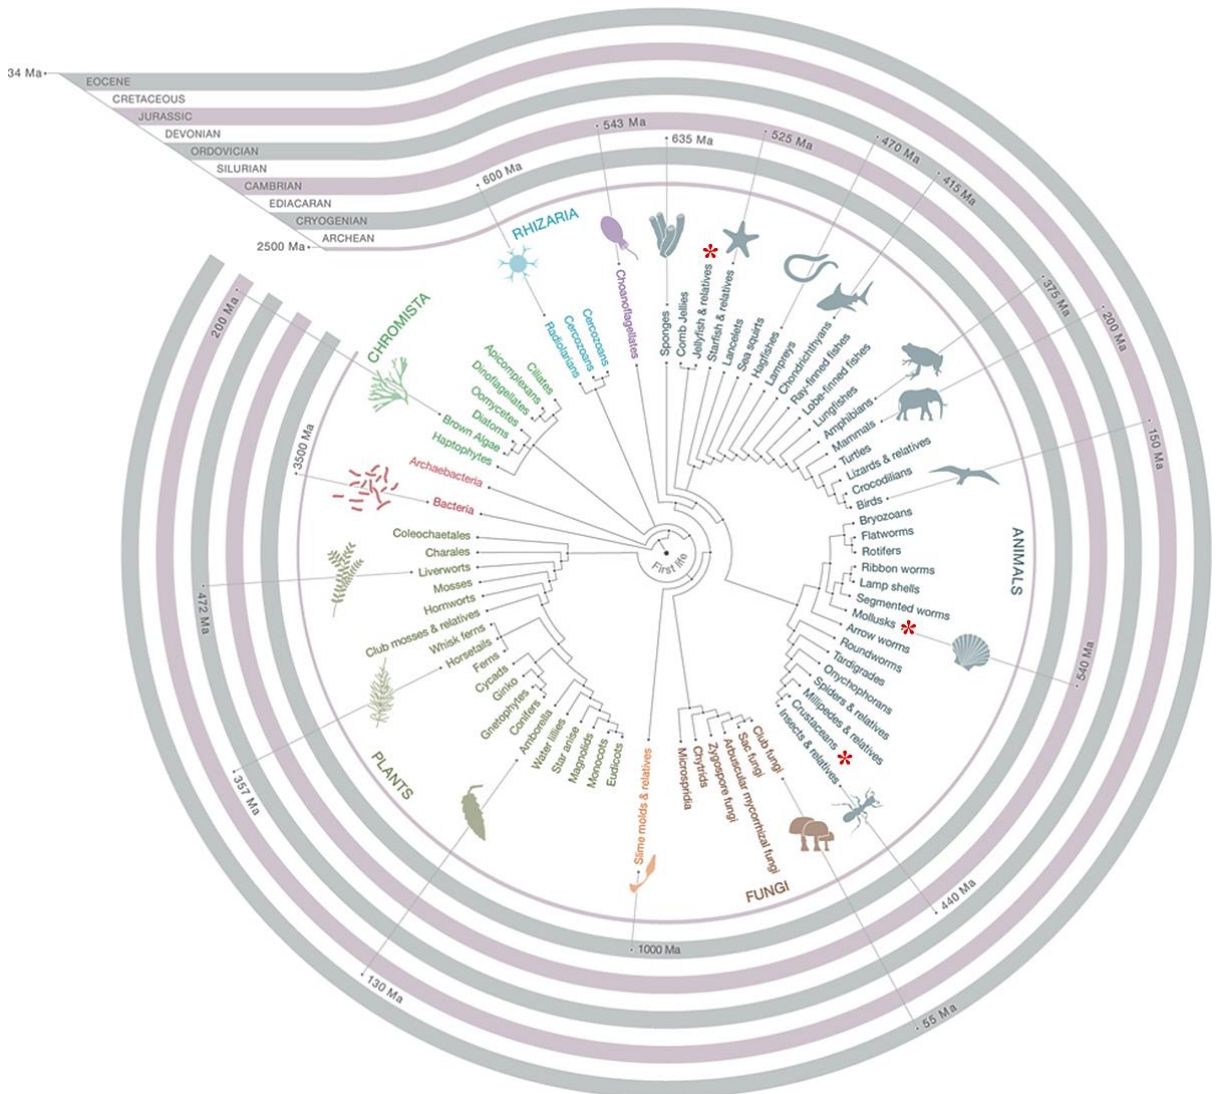 34 Ma
EOCENE
CRETACEOUS
JURASSIC
DEVONIAN
ORDOVICIAN
SILURIAN
CAMBRIAN
EDIACARAN
CRYOGENIAN
ARCHEAN
2500 Ma
600 Ma
543 Ma
635 Ma
525 Ma
470 Ma
415 Ma
375 Ma
200 Ma
150 Ma
540 Ma
440 Ma
55 Ma
1000 Ma
130 Ma
357 Ma
472 Ma
3500 Ma
200 Ma
CHROMISTA
RHIZARIA
ANIMALS
FUNGI
PLANTS
First life
Archaebacteria
Bacteria
Haptophytes
Brown Algae
Diatoms
Oomycetes
Dinoflagellates
Apicomplexans
Ciliates
Radiolarians
Cercozoans
Cercozoans
Choanoflagellates
Sponges
Comb Jellies
Jellyfish & relatives
*
Starfish & relatives
Lancelets
Sea squirts
Hagfishes
Lampreys
Chondrichthyans
Ray-finned fishes
Lobe-finned fishes
Lungfishes
Amphibians
Mammals
Turtles
Lizards & relatives
Crocodilians
Birds
Bryozoans
Flatworms
Rotifers
Ribbon worms
Lamp shells
Segmented worms
Mollusks *
Arrow worms
Roundworms
Tardigrades
Onychophorans
Spiders & relatives
Millipedes & relatives
Crustaceans *
Insects & relatives
Club fungi
Sac fungi
Arbuscular mycorrhizal fungi
Zygospore fungi
Chytrids
Microspridia
Slime molds & relatives
Eudicots
Monocots
Magnolids
Star anise
Water lillies
Amborella
Conifers
Gnetophytes
Ginko
Cycads
Ferns
Horsetails
Whisk ferns
Club mosses & relatives
Hornworts
Mosses
Liverworts
Charales
Coleochaetales